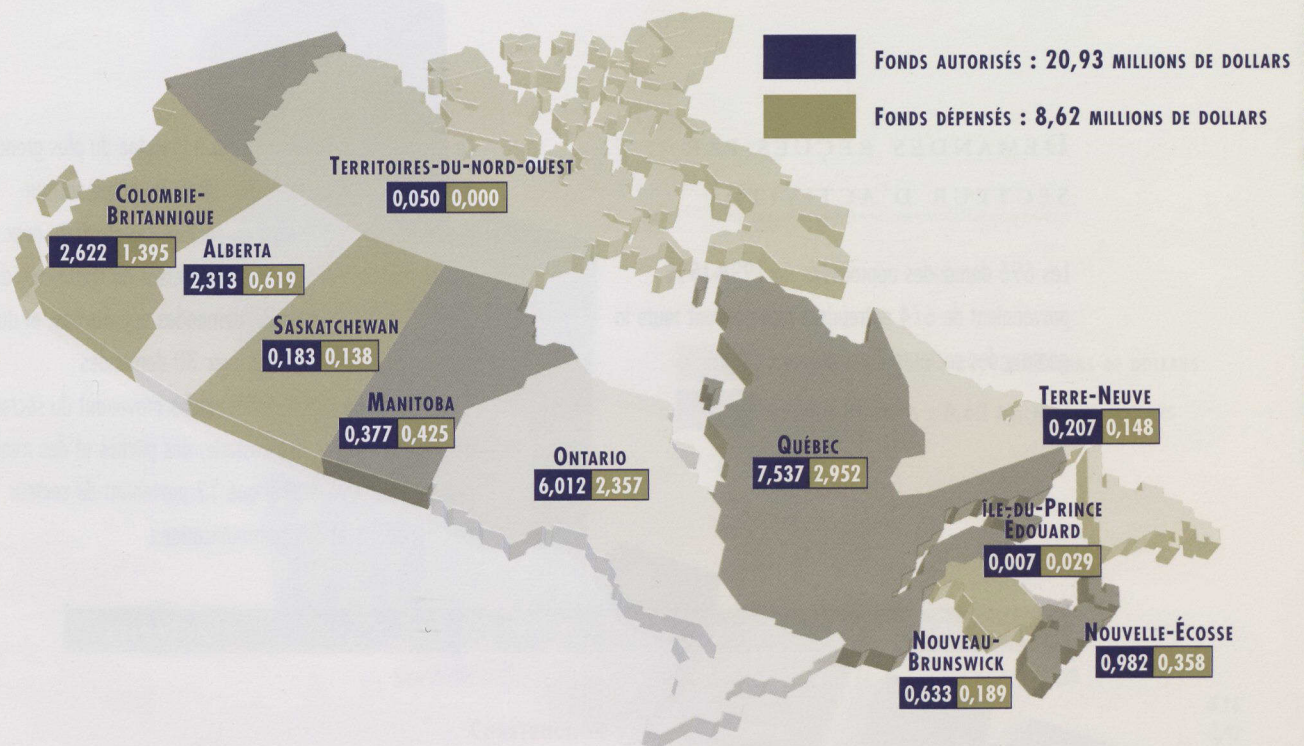 FONDS AUTORISÉS : 20,93 MILLIONS DE DOLLARS
FONDS DÉPENSÉS : 8,62 MILLIONS DE DOLLARS
TERRITOIRES-DU-NORD-OUEST
0,050 0,000
COLOMBIE-
BRITANNIQUE
2,622 1,395
ALBERTA
2,313 0,619
SASKATCHEWAN
0,183 0,138
MANITOBA
0,377 0,425
ONTARIO
6,012 2,357
QUÉBEC
7,537 2,952
TERRE-NEUVE
0,207 0,148
ÎLE-DU-PRINCE
ÉDOUARD
0,007 0,029
NOUVEAU-
BRUNSWICK
0,633 0,189
NOUVELLE-ÉCOSSE
0,982 0,358